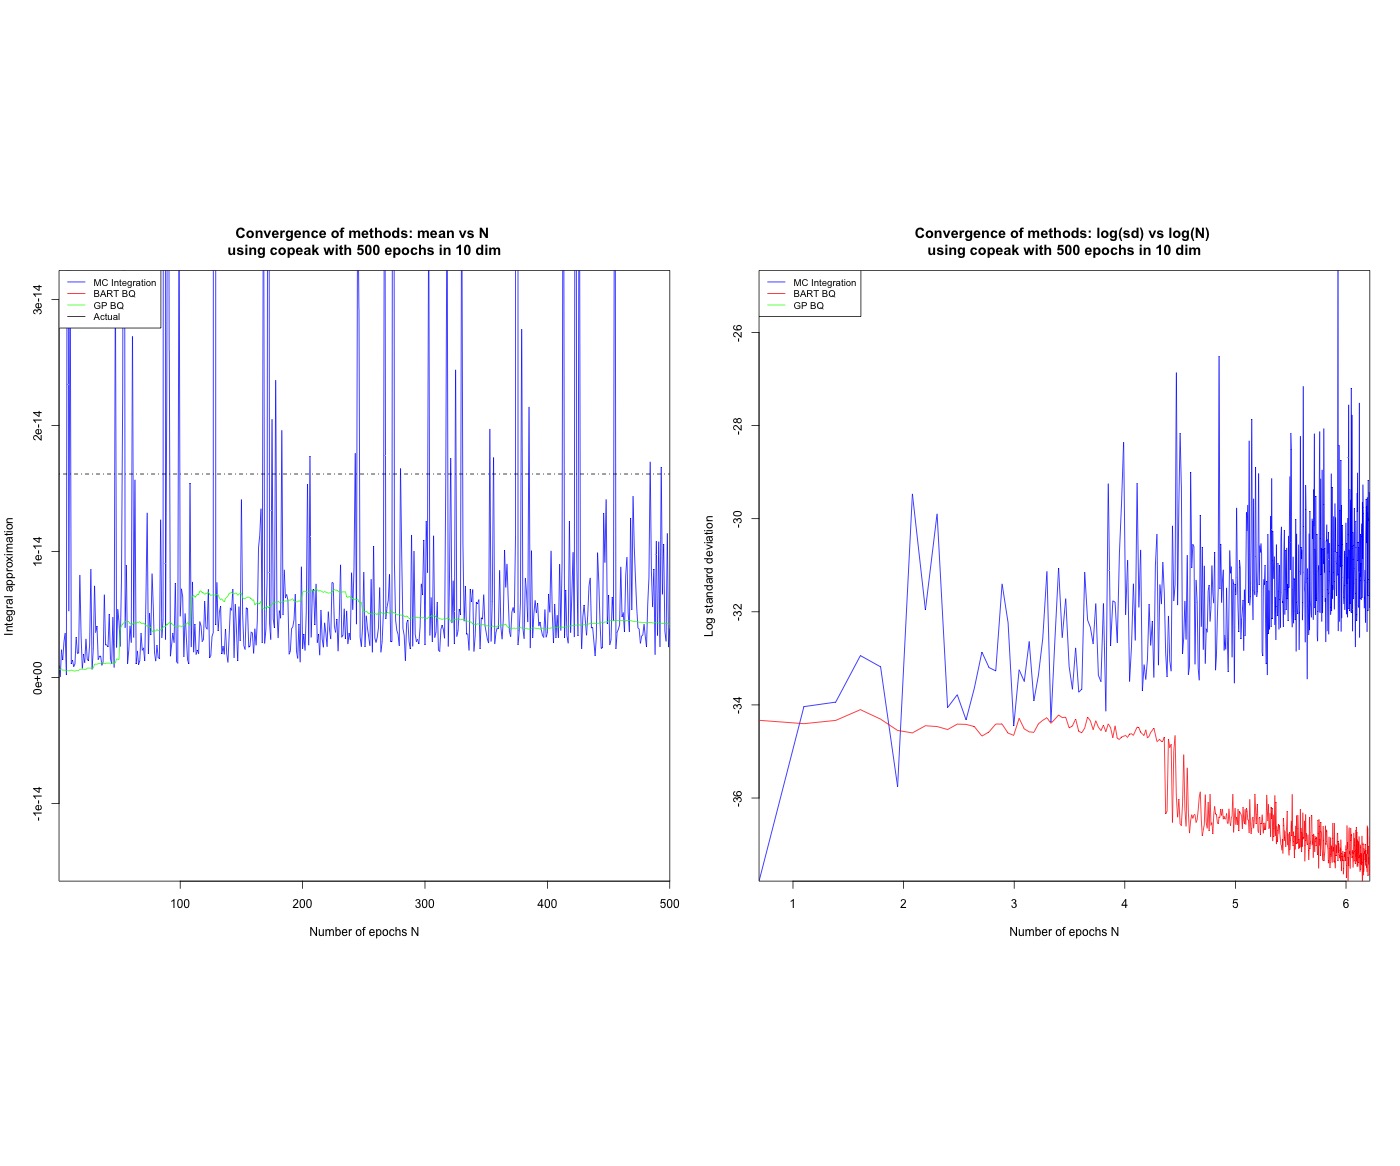 Convergence of methods: mean vs N
using copeak with 500 epochs in 10 dim
MC Integration
BART BQ
GP BQ
Actual
3e-14
2e-14
1e-14
0e+00
-1e-14
Integral approximation
100 200 300 400 500
Number of epochs N
Convergence of methods: log(sd) vs log(N)
using copeak with 500 epochs in 10 dim
MC Integration
BART BQ
GP BQ
-26
-28
-30
-32
-34
-36
Log standard deviation
1 2 3 4 5 6
Number of epochs N